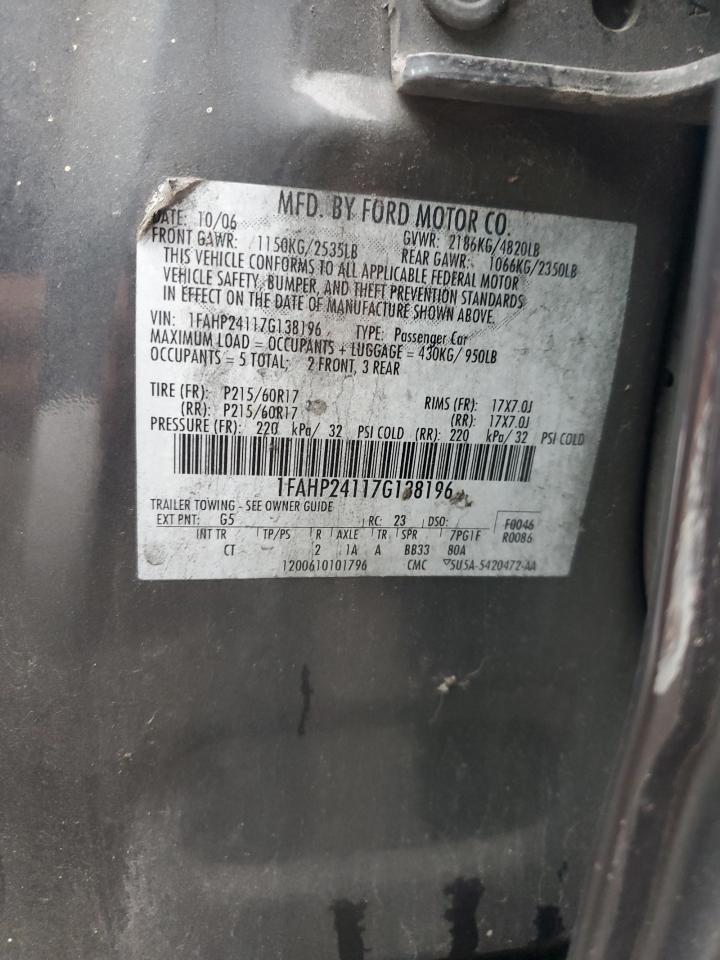 MFD. BY FORD MOTOR CO.
DATE: 10/06
GVWR: 2186KG/4820LB
FRONT GAWR: 1150KG/2535LB
REAR GAWR: 1066KG/2350LB
THIS VEHICLE CONFORMS TO ALL APPLICABLE FEDERAL MOTOR
VEHICLE SAFETY, BUMPER, AND THEFT PREVENTION STANDARDS
IN EFFECT ON THE DATE OF MANUFACTURE SHOWN ABOVE.
VIN: 1FAHP24117G138196 TYPE: Passenger Car
MAXIMUM LOAD = OCCUPANTS + LUGGAGE = 430KG/ 950LB
OCCUPANTS = 5 TOTAL; 2 FRONT, 3 REAR
TIRE (FR): P215/60R17 RIMS (FR): 17X7.0J
(RR): P215/60R17 (RR): 17X7.0J
PRESSURE (FR): 220 kPa/ 32 PSI COLD (RR): 220 kPa/ 32 PSI COLD
1FAHP24117G138196
TRAILER TOWING - SEE OWNER GUIDE
EXT PNT: G5 RC: 23 DSO: F0046
INT TR TP/PS R AXLE TR SPR 7PG1F R0086
CT 2 1A A BB33 80A
1200610101796 CMC ▽5U5A-5420472-AA